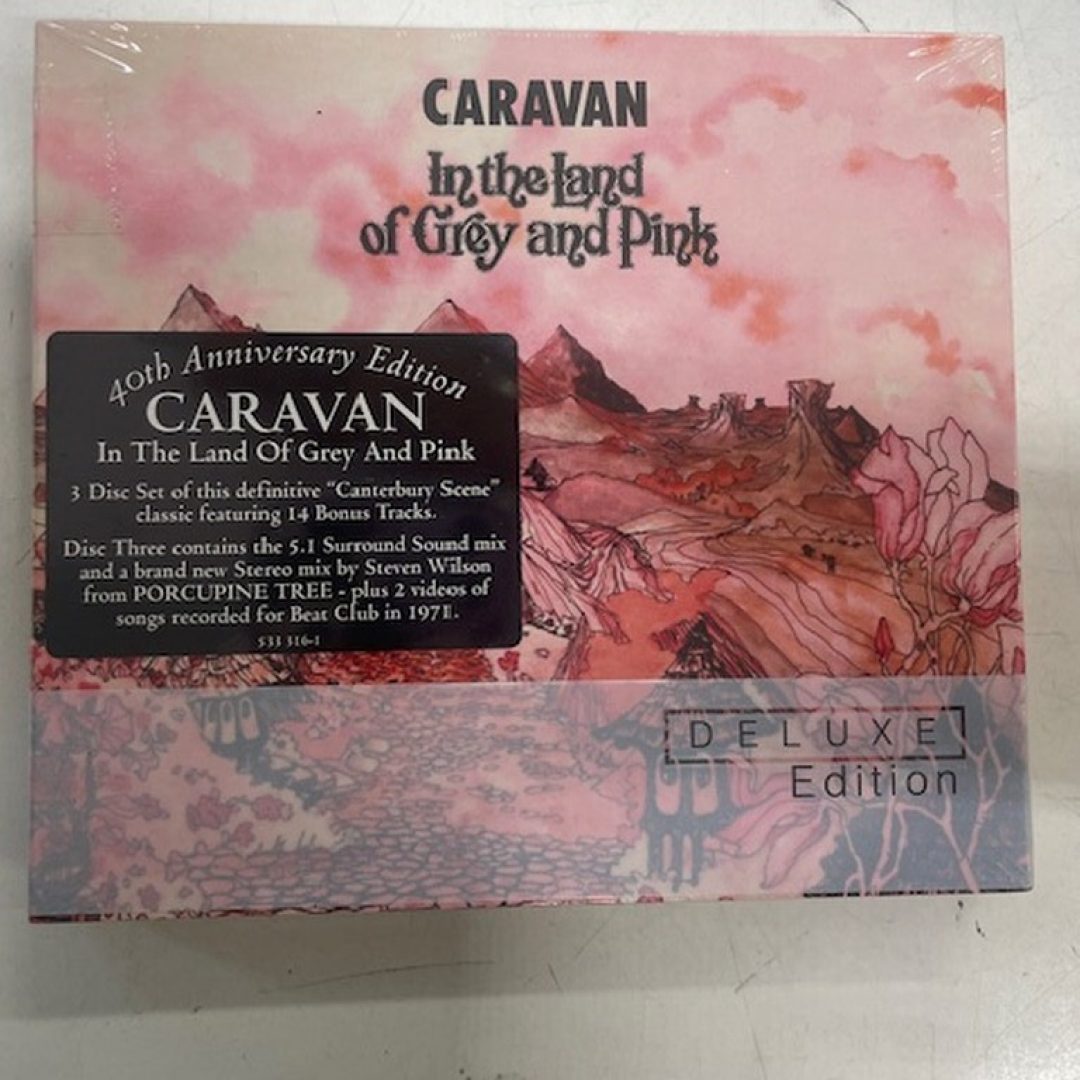 CARAVAN
In the Land
of Grey and Pink
40th Anniversary Edition
CARAVAN
In The Land Of Grey And Pink
3 Disc Set of this definitive "Canterbury Scene"
classic featuring 14 Bonus Tracks.
Disc Three contains the 5.1 Surround Sound mix
and a brand new Stereo mix by Steven Wilson
from PORCUPINE TREE - plus 2 videos of
songs recorded for Beat Club in 1971.
533 316-1
DELUXE
Edition